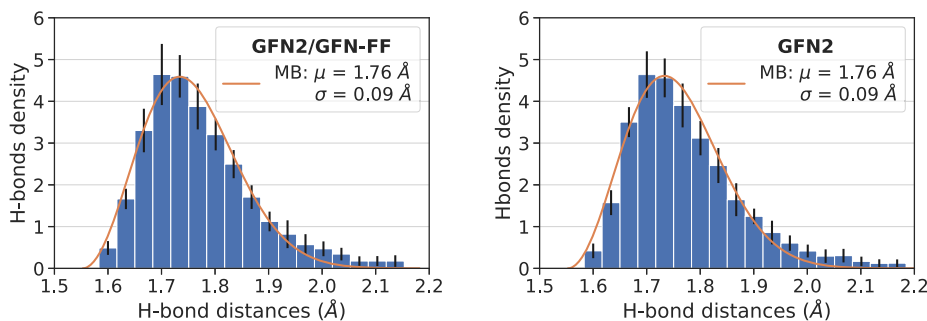 GFN2/GFN-FF
MB: μ = 1.76 Å
σ = 0.09 Å
H-bonds density
6
5
4
3
2
1
0
1.5 1.6 1.7 1.8 1.9 2.0 2.1 2.2
H-bond distances (Å)
GFN2
MB: μ = 1.76 Å
σ = 0.09 Å
Hbonds density
6
5
4
3
2
1
0
1.5 1.6 1.7 1.8 1.9 2.0 2.1 2.2
H-bond distances (Å)